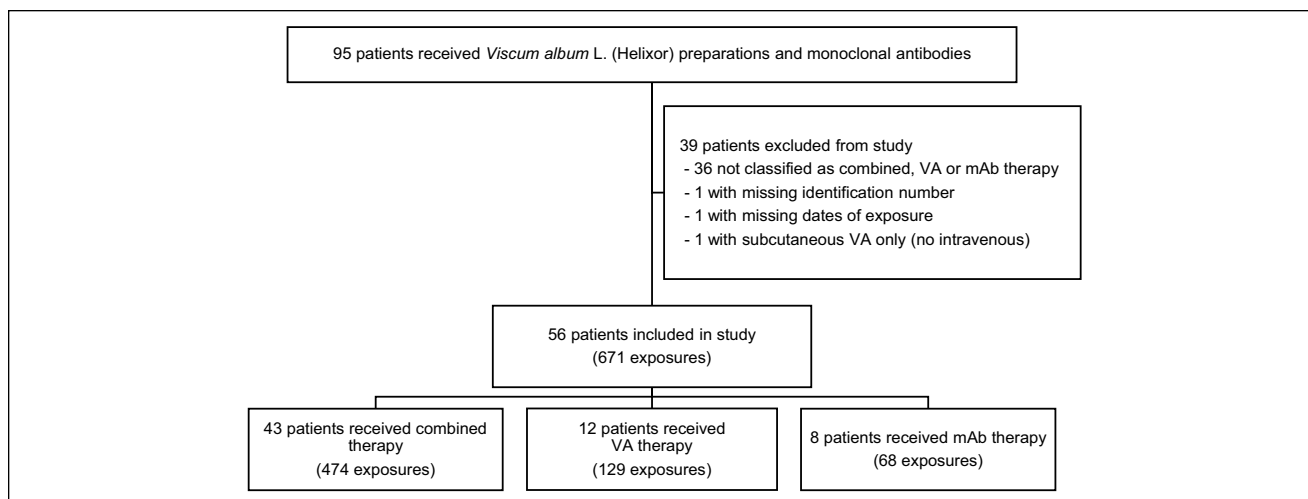 95 patients received Viscum album L. (Helixor) preparations and monoclonal antibodies
39 patients excluded from study
- 36 not classified as combined, VA or mAb therapy
- 1 with missing identification number
- 1 with missing dates of exposure
- 1 with subcutaneous VA only (no intravenous)
56 patients included in study
(671 exposures)
43 patients received combined
therapy
(474 exposures)
12 patients received
VA therapy
(129 exposures)
8 patients received mAb therapy
(68 exposures)